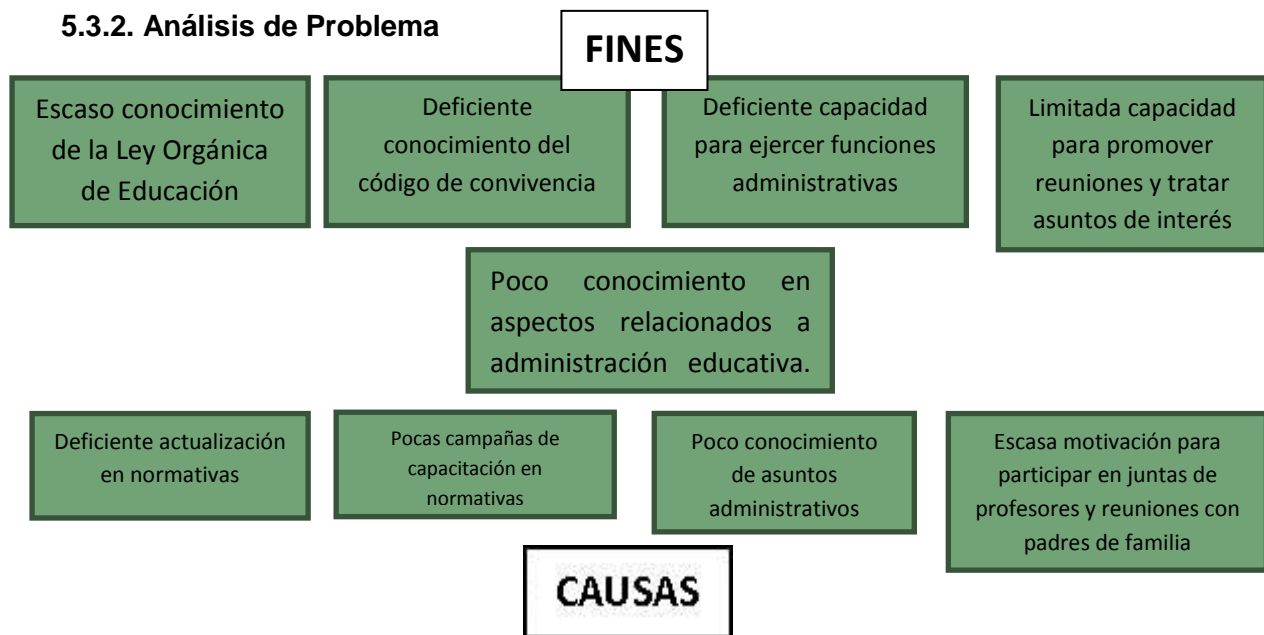 5.3.2. Análisis de Problema
FINES
Escaso conocimiento
de la Ley Orgánica
de Educación
Deficiente
conocimiento del
código de convivencia
Deficiente capacidad
para ejercer funciones
administrativas
Limitada capacidad
para promover
reuniones y tratar
asuntos de interés
Poco conocimiento en
aspectos relacionados a
administración educativa.
Deficiente actualización
en normativas
Pocas campañas de
capacitación en
normativas
Poco conocimiento
de asuntos
administrativos
Escasa motivación para
participar en juntas de
profesores y reuniones con
padres de familia
CAUSAS